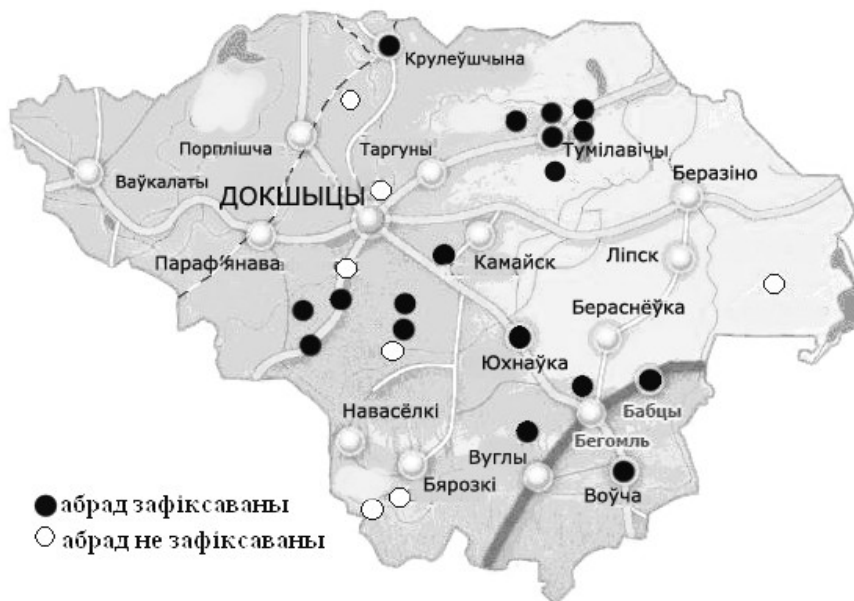 Крулеўшчына
Порплішча
Таргуны
Тумілавічы
Ваўкалаты
ДОКШЫЦЫ
Беразіно
Параф'янава
Камайск
Ліпск
Бераснёўка
Юхнаўка
Навасёлкі
Бабцы
Бегомль
Вуглы
Бярозкі
Воўча
абрад зафіксаваны
абрад не зафіксаваны